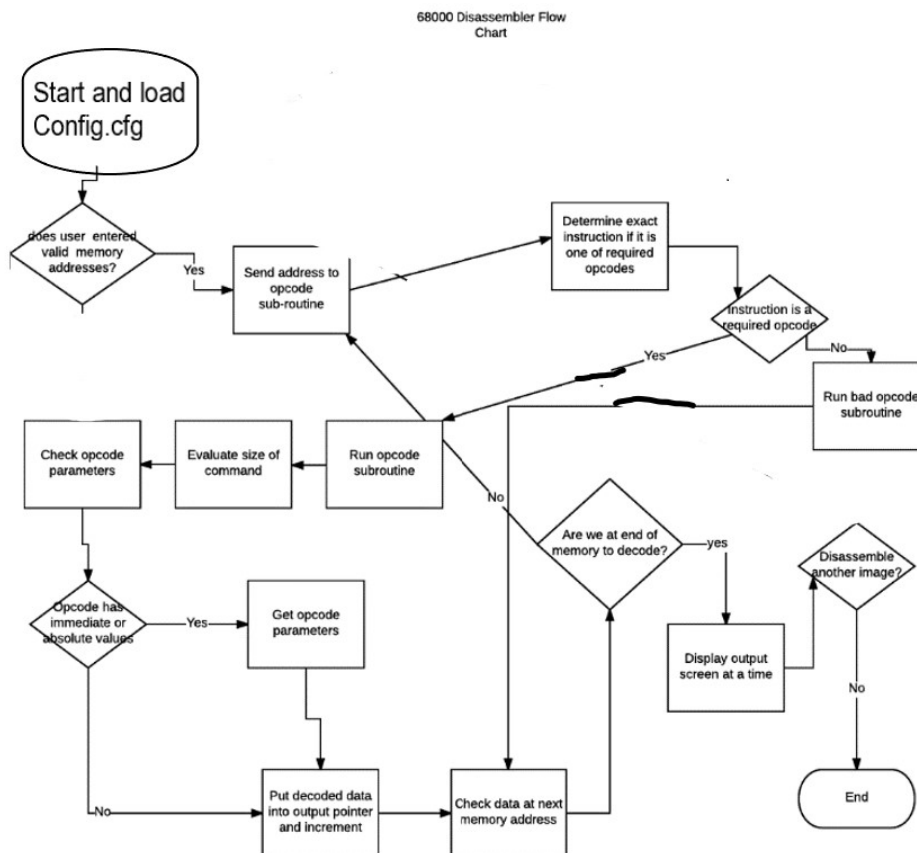 68000 Disassembler Flow
Chart
Start and load
Config.cfg
does user entered
valid memory
addresses?
Yes
Send address to
opcode
sub-routine
Determine exact
instruction if it is
one of required
opcodes
Instruction is a
required opcode
Yes
No
Run bad opcode
subroutine
Check opcode
parameters
Evaluate size of
command
Run opcode
subroutine
No
Are we at end of
memory to decode?
yes
Disassemble
another image?
Opcode has
immediate or
absolute values
Yes
Get opcode
parameters
Display output
screen at a time
No
No
Put decoded data
into output pointer
and increment
Check data at next
memory address
End